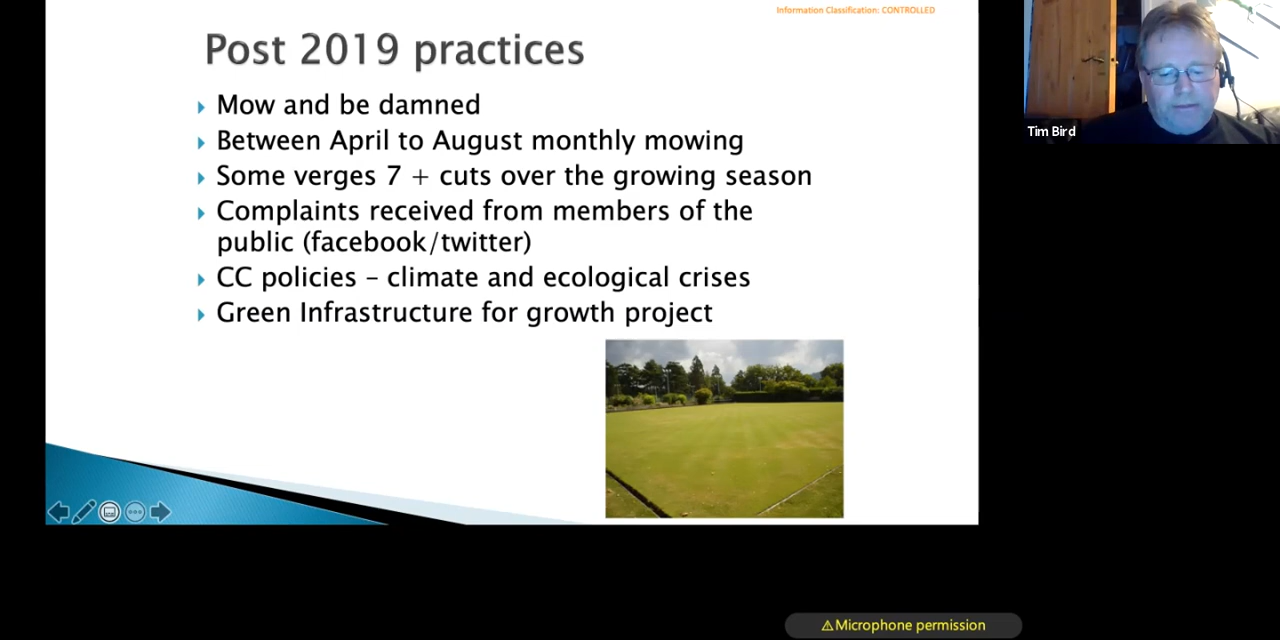 Information Classification: CONTROLLED
Post 2019 practices
Mow and be damned
Between April to August monthly mowing
Some verges 7 + cuts over the growing season
Complaints received from members of the
public (facebook/twitter)
CC policies – climate and ecological crises
Green Infrastructure for growth project
Tim Bird
⚠Microphone permission